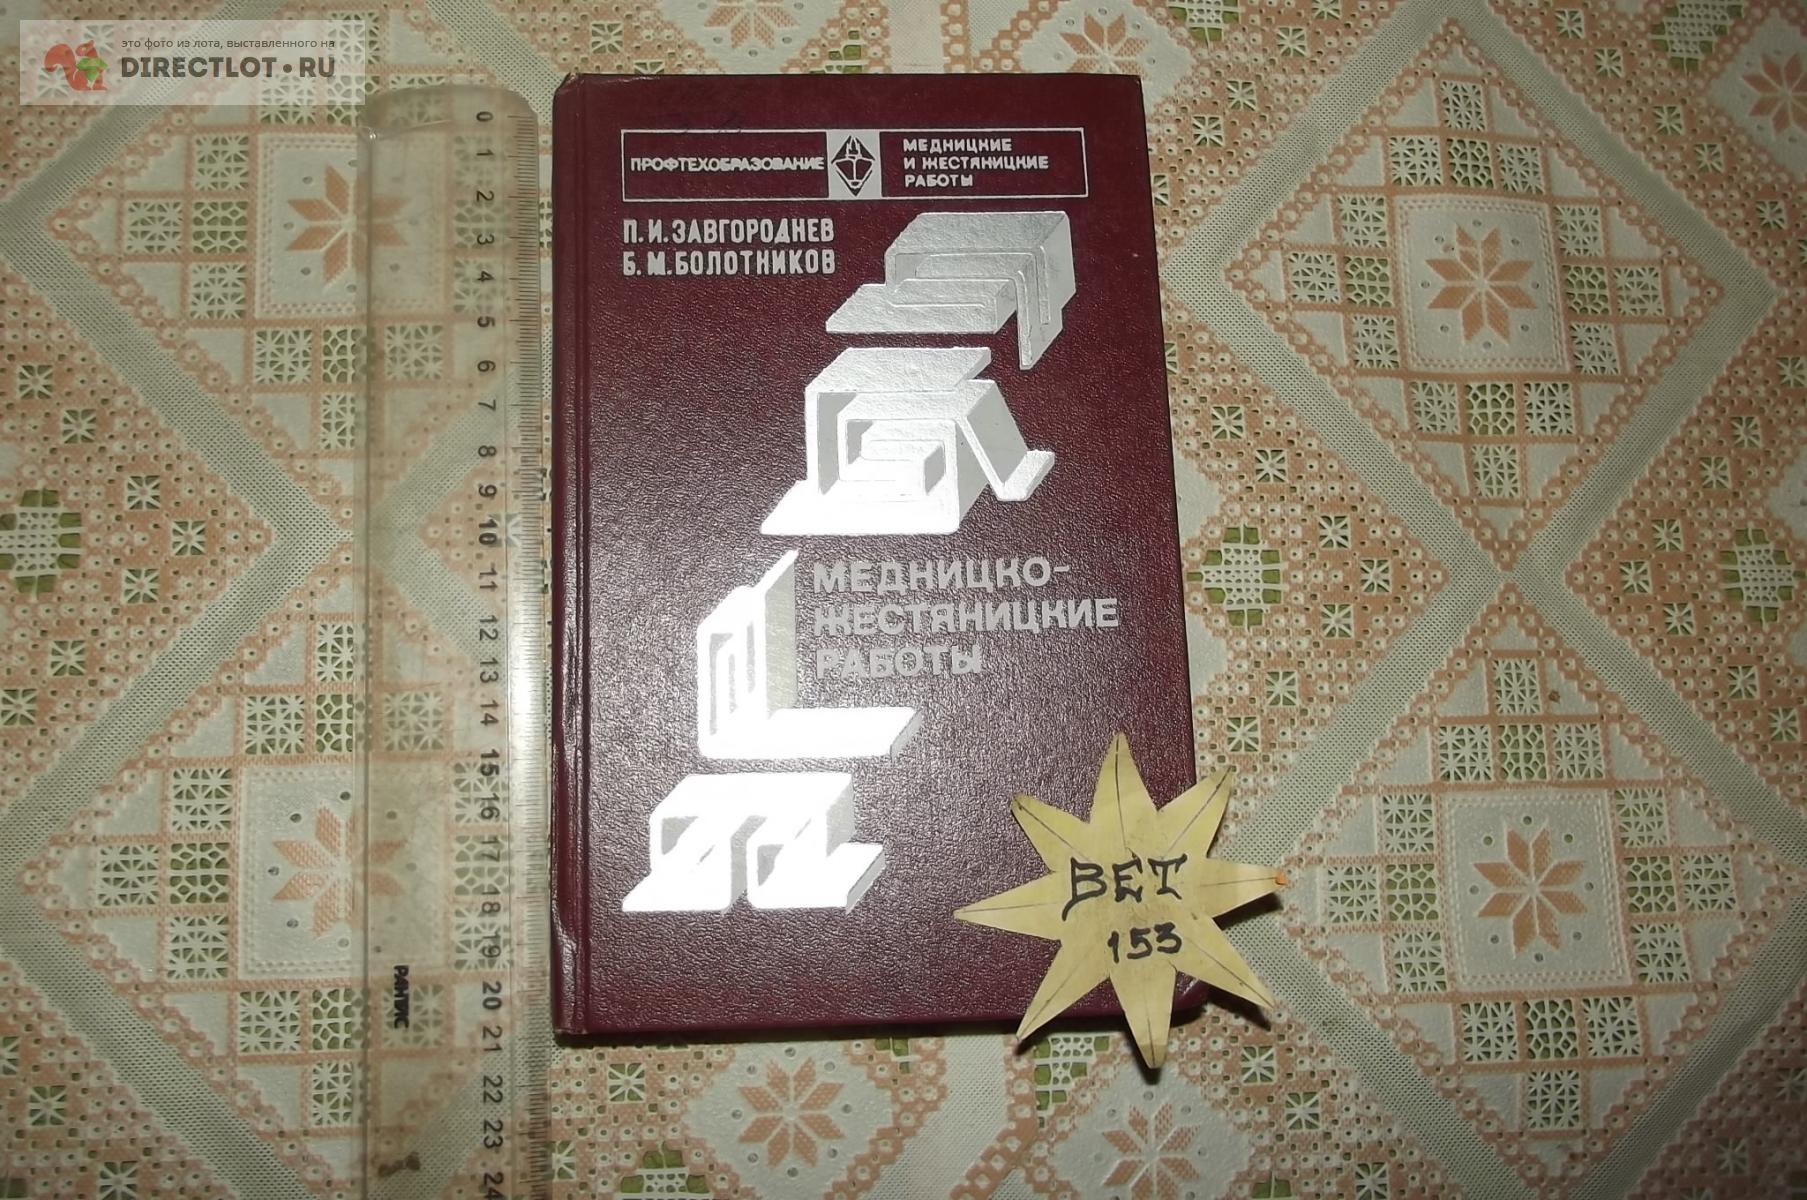 это фото из лота, выставленного на
DIRECTLOT.RU
ПРОФТЕХОБРАЗОВАНИЕ
МЕДНИЦКИЕ
И ЖЕСТЯНИЦКИЕ
РАБОТЫ
П.И.ЗАВГОРОДНЕВ
Б.М.БОЛОТНИКОВ
МЕДНИЦКО-
ЖЕСТЯНИЦКИЕ
РАБОТЫ
ВЕТ
153
0
1
2
3
4
5
6
7
8
9
10
11
12
13
14
15
16
17
18
19
20
21
22
23
24